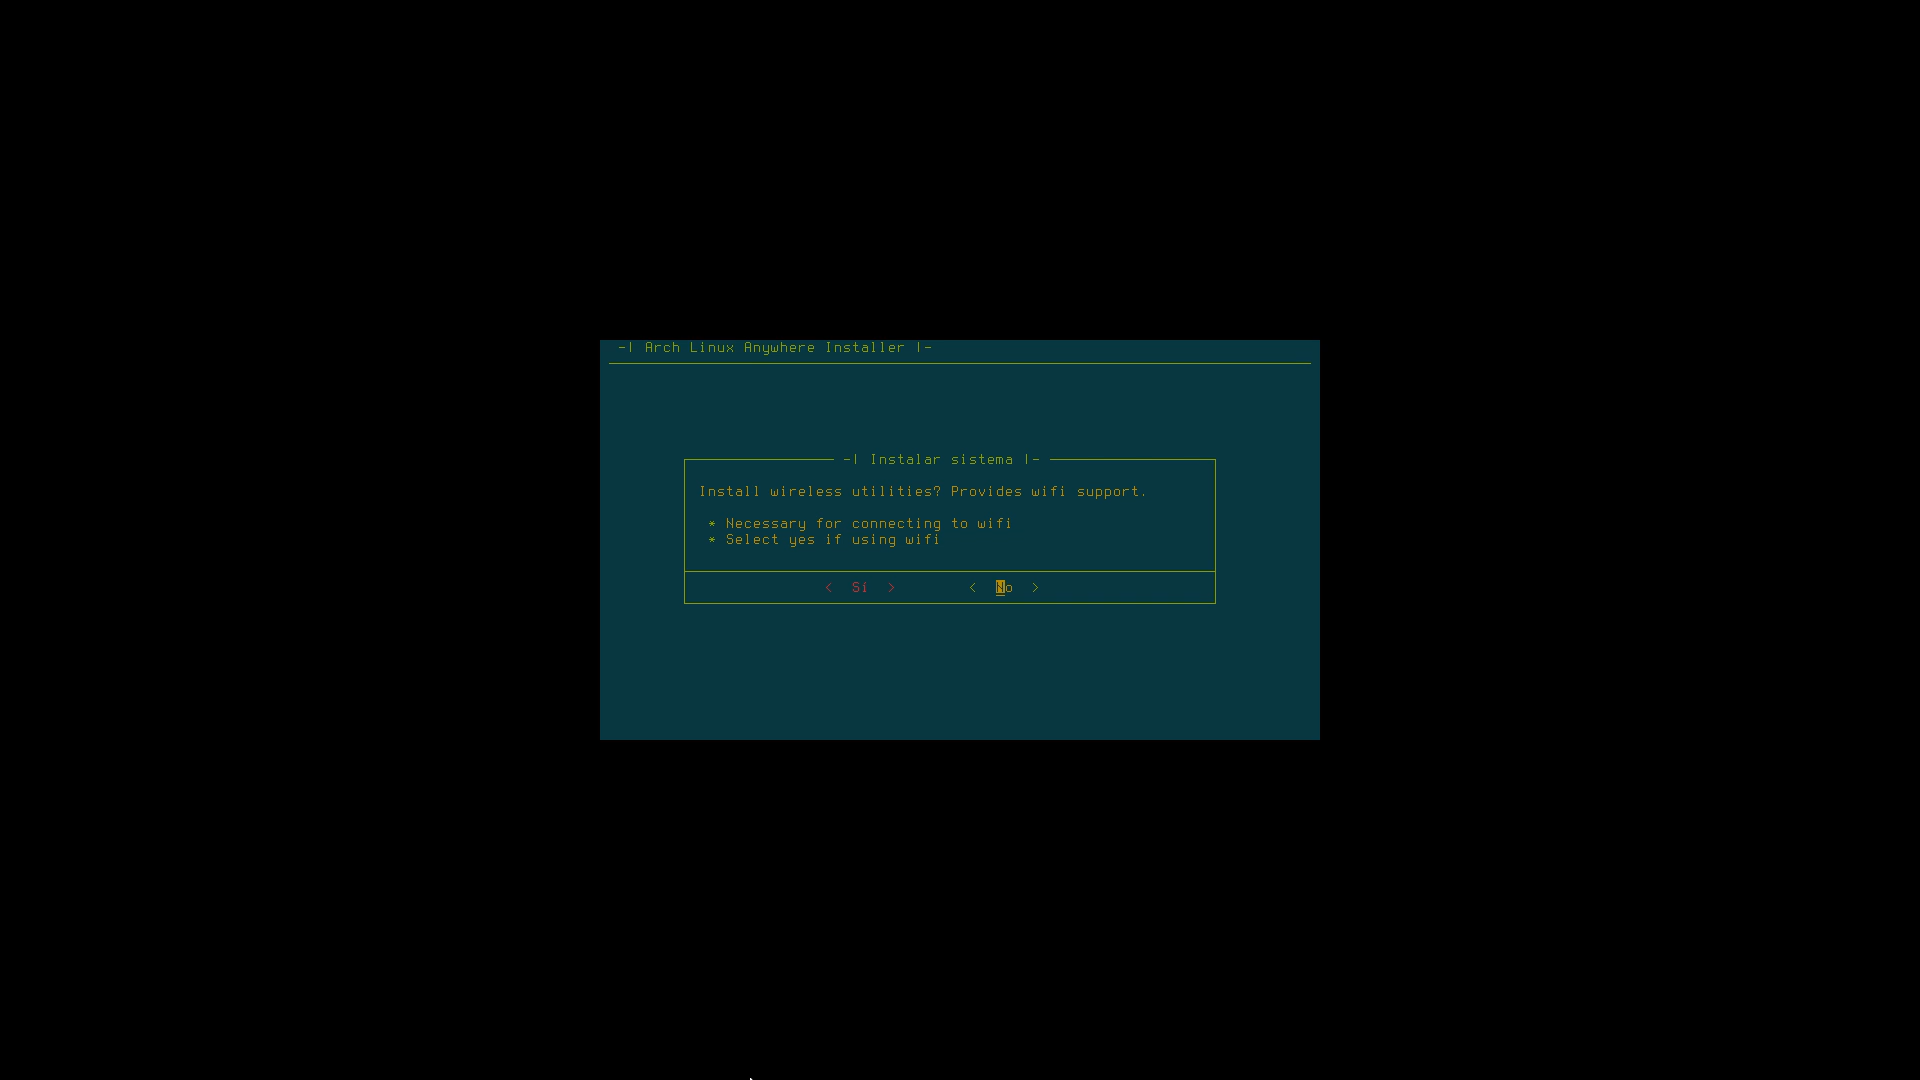 -| Arch Linux Anywhere Installer |-
-| Instalar sistema |-
Install wireless utilities? Provides wifi support.
* Necessary for connecting to wifi
* Select yes if using wifi
< Sí > < No >